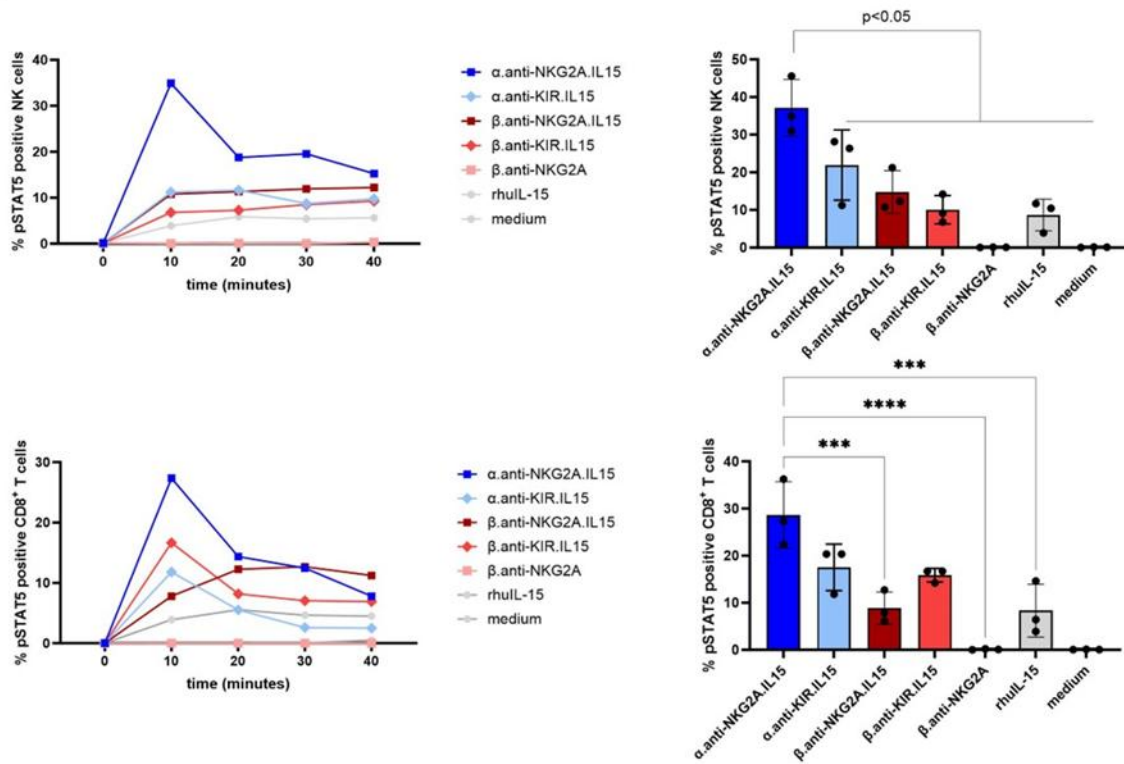 % pSTAT5 positive NK cells
40
30
20
10
0
0 10 20 30 40
time (minutes)
α.anti-NKG2A.IL15
α.anti-KIR.IL15
β.anti-NKG2A.IL15
β.anti-KIR.IL15
β.anti-NKG2A
rhuIL-15
medium
p<0.05
% pSTAT5 positive NK cells
50
40
30
20
10
0
α.anti-NKG2A.IL15
α.anti-KIR.IL15
β.anti-NKG2A.IL15
β.anti-KIR.IL15
β.anti-NKG2A
rhuIL-15
medium
% pSTAT5 positive CD8⁺ T cells
30
20
10
0
0 10 20 30 40
time (minutes)
α.anti-NKG2A.IL15
α.anti-KIR.IL15
β.anti-NKG2A.IL15
β.anti-KIR.IL15
β.anti-NKG2A
rhuIL-15
medium
***
****
***
% pSTAT5 positive CD8⁺ T cells
40
30
20
10
0
α.anti-NKG2A.IL15
α.anti-KIR.IL15
β.anti-NKG2A.IL15
β.anti-KIR.IL15
β.anti-NKG2A
rhuIL-15
medium